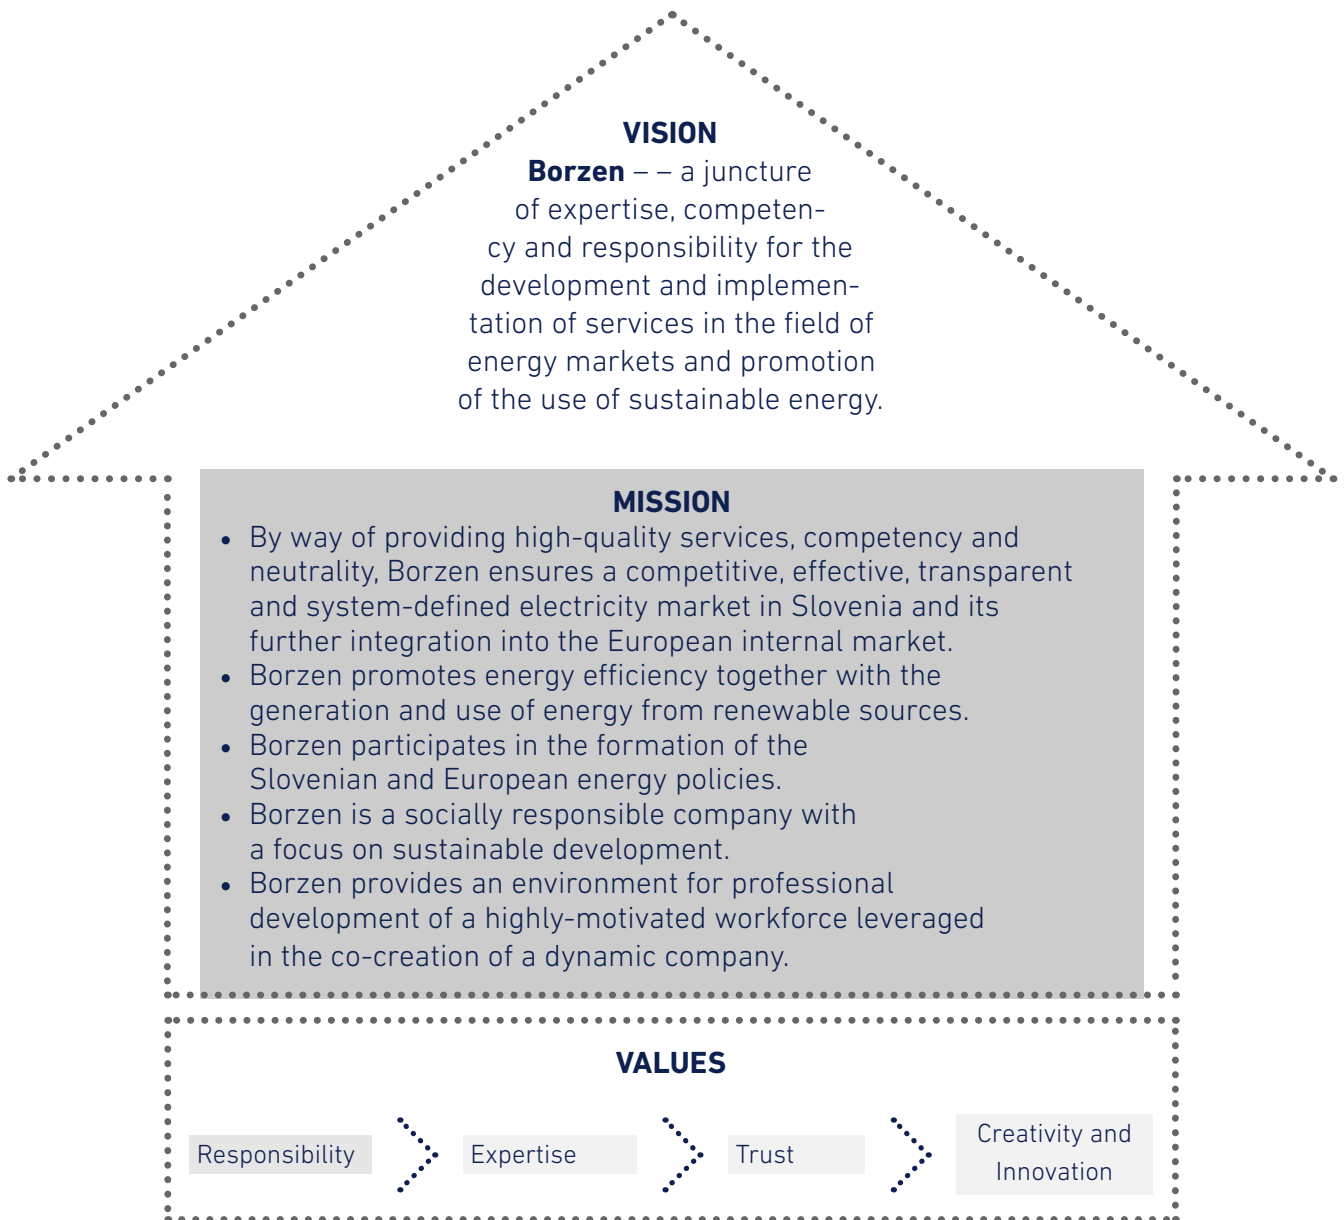 VISION
Borzen – – a juncture
of expertise, competen-
cy and responsibility for the
development and implemen-
tation of services in the field of
energy markets and promotion
of the use of sustainable energy.
MISSION
• By way of providing high-quality services, competency and
neutrality, Borzen ensures a competitive, effective, transparent
and system-defined electricity market in Slovenia and its
further integration into the European internal market.
• Borzen promotes energy efficiency together with the
generation and use of energy from renewable sources.
• Borzen participates in the formation of the
Slovenian and European energy policies.
• Borzen is a socially responsible company with
a focus on sustainable development.
• Borzen provides an environment for professional
development of a highly-motivated workforce leveraged
in the co-creation of a dynamic company.
VALUES
Responsibility
Expertise
Trust
Creativity and
Innovation